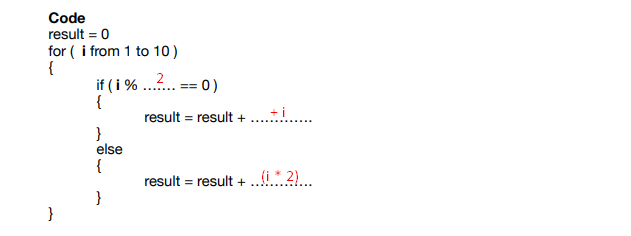 Code
result = 0
for ( i from 1 to 10 )
{
if ( i % ...2.... == 0 )
{
result = result + ....+ i.........
}
else
{
result = result + ..(i * 2)...
}
}